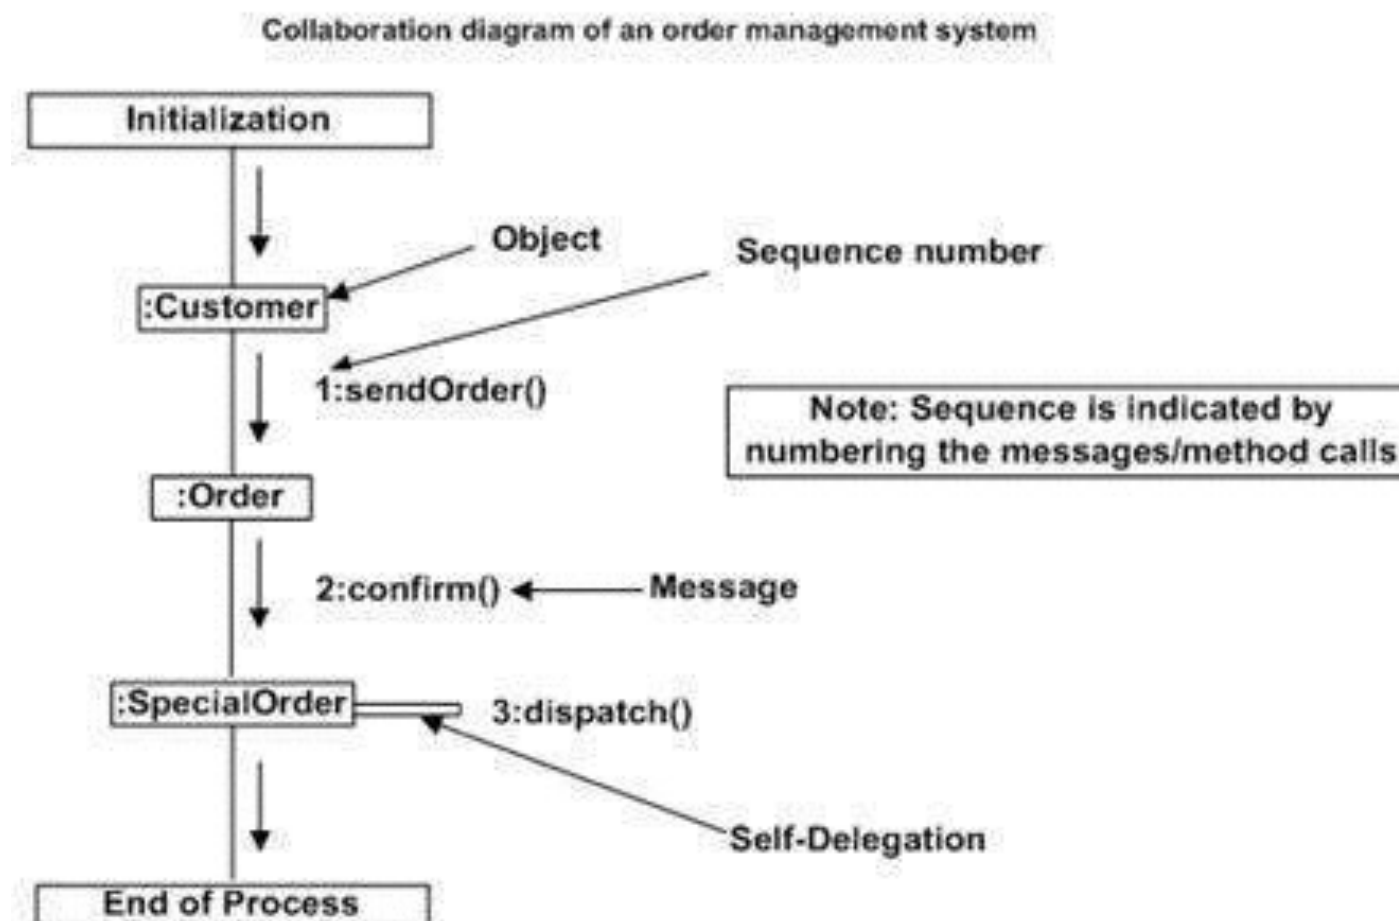 Collaboration diagram of an order management system
Initialization
Object
Sequence number
:Customer
1:sendOrder()
Note: Sequence is indicated by
numbering the messages/method calls
:Order
2:confirm()
Message
:SpecialOrder
3:dispatch()
Self-Delegation
End of Process